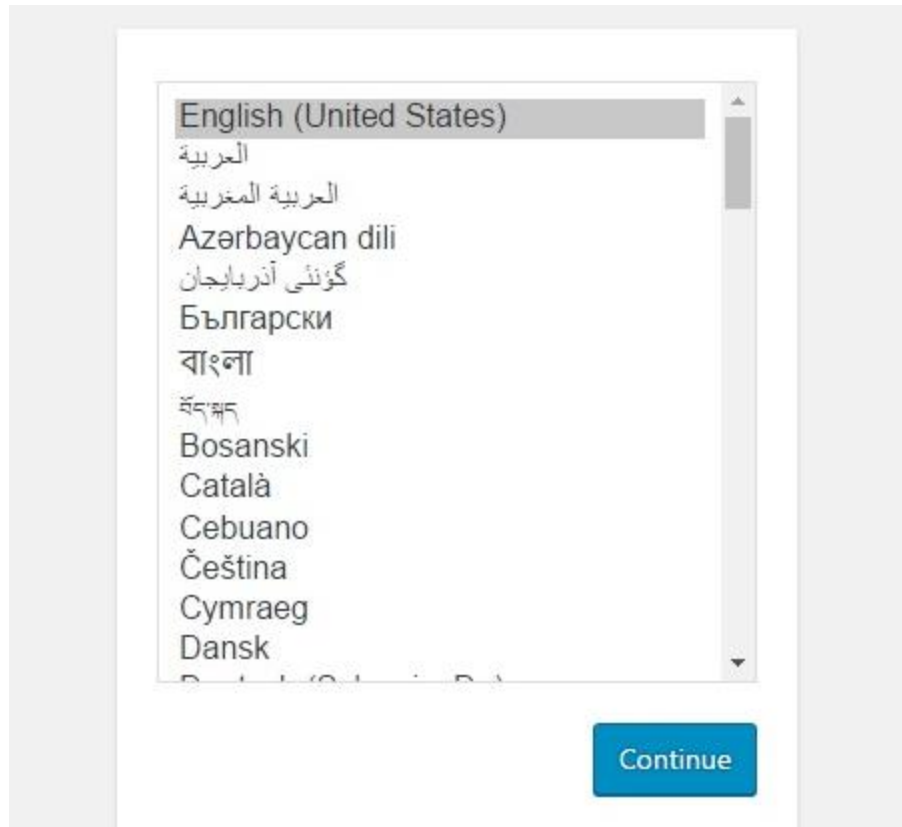 English (United States)
العربية
العربية المغربية
Azərbaycan dili
گؤنئی آذربایجان
Български
বাংলা
བོད་སྐད
Bosanski
Català
Cebuano
Čeština
Cymraeg
Dansk
Continue